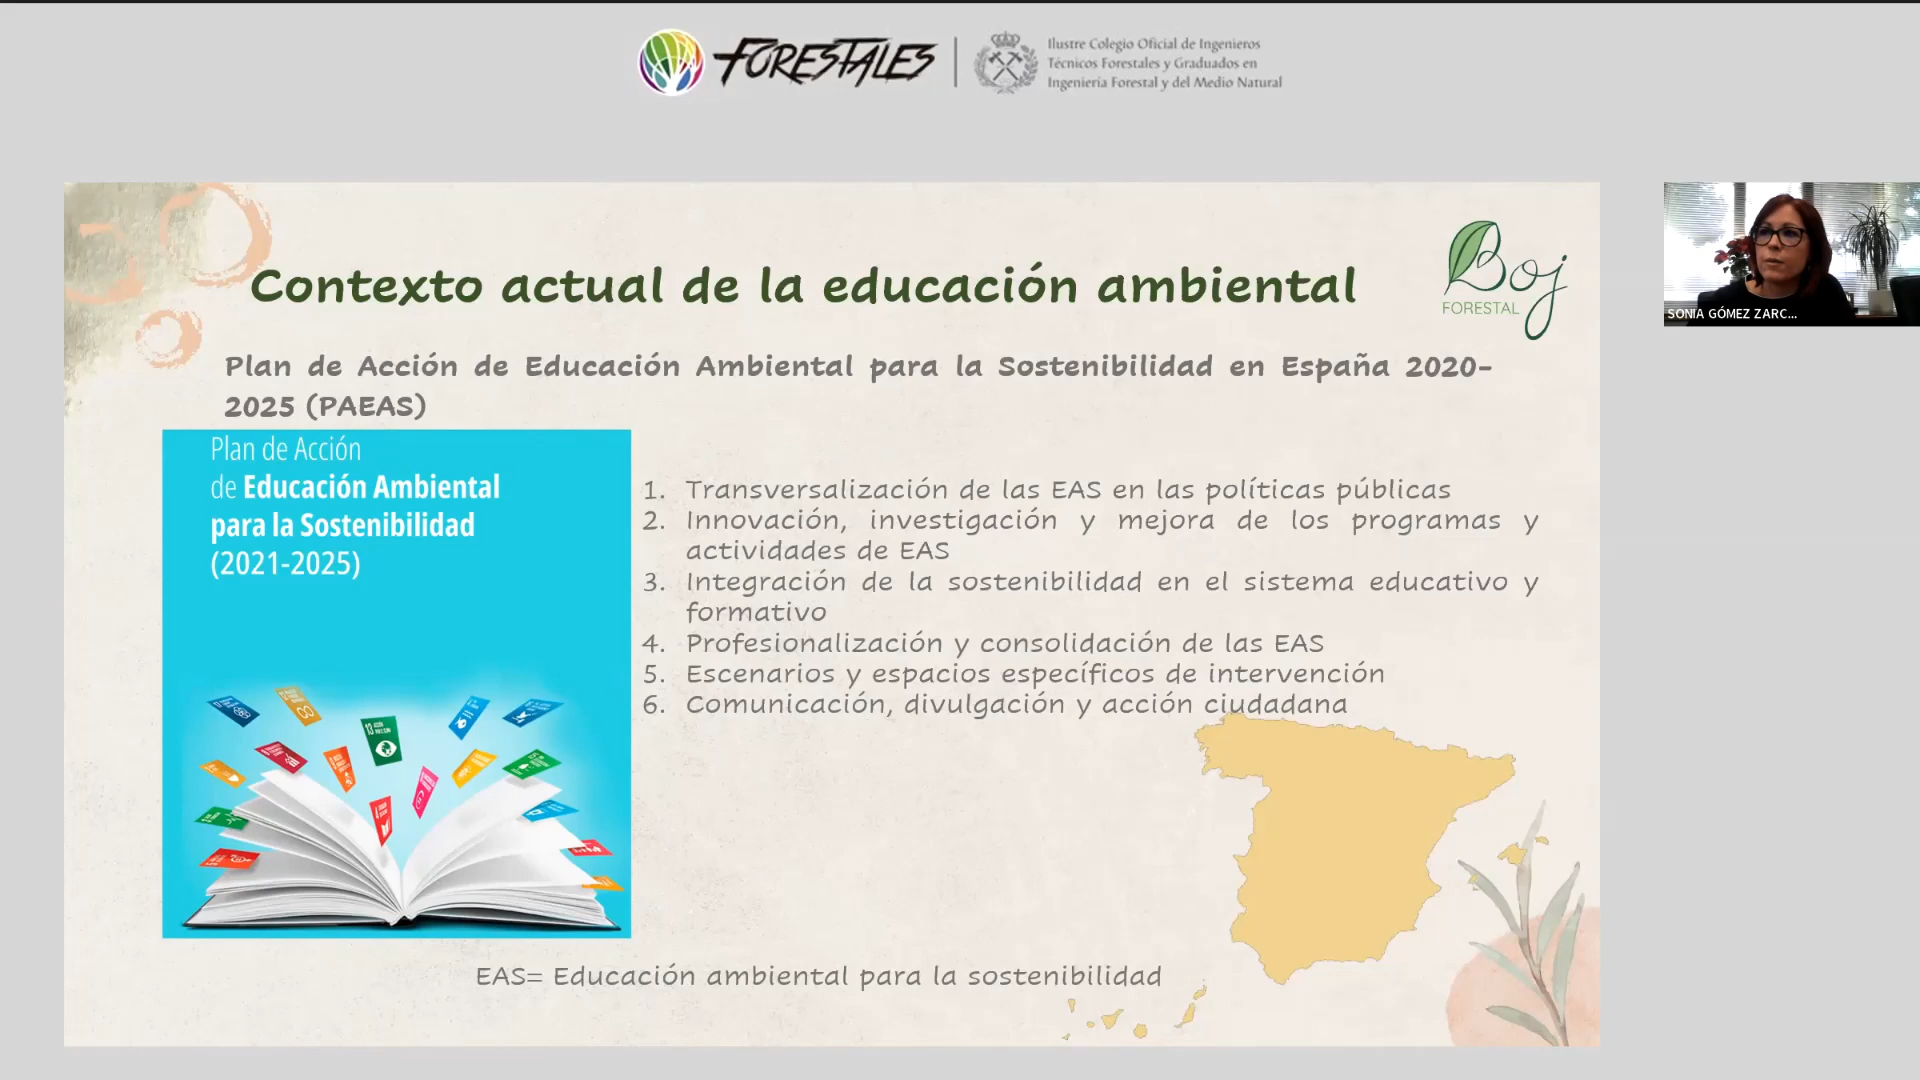 FORESTALES
Ilustre Colegio Oficial de Ingenieros
Técnicos Forestales y Graduados en
Ingeniería Forestal y del Medio Natural
Contexto actual de la educación ambiental
Boj
FORESTAL
SONIA GÓMEZ ZARC...
Plan de Acción de Educación Ambiental para la Sostenibilidad en España 2020-
2025 (PAEAS)
Plan de Acción
de Educación Ambiental
para la Sostenibilidad
(2021-2025)
1. Transversalización de las EAS en las políticas públicas
2. Innovación, investigación y mejora de los programas y
actividades de EAS
3. Integración de la sostenibilidad en el sistema educativo y
formativo
4. Profesionalización y consolidación de las EAS
5. Escenarios y espacios específicos de intervención
6. Comunicación, divulgación y acción ciudadana
EAS= Educación ambiental para la sostenibilidad